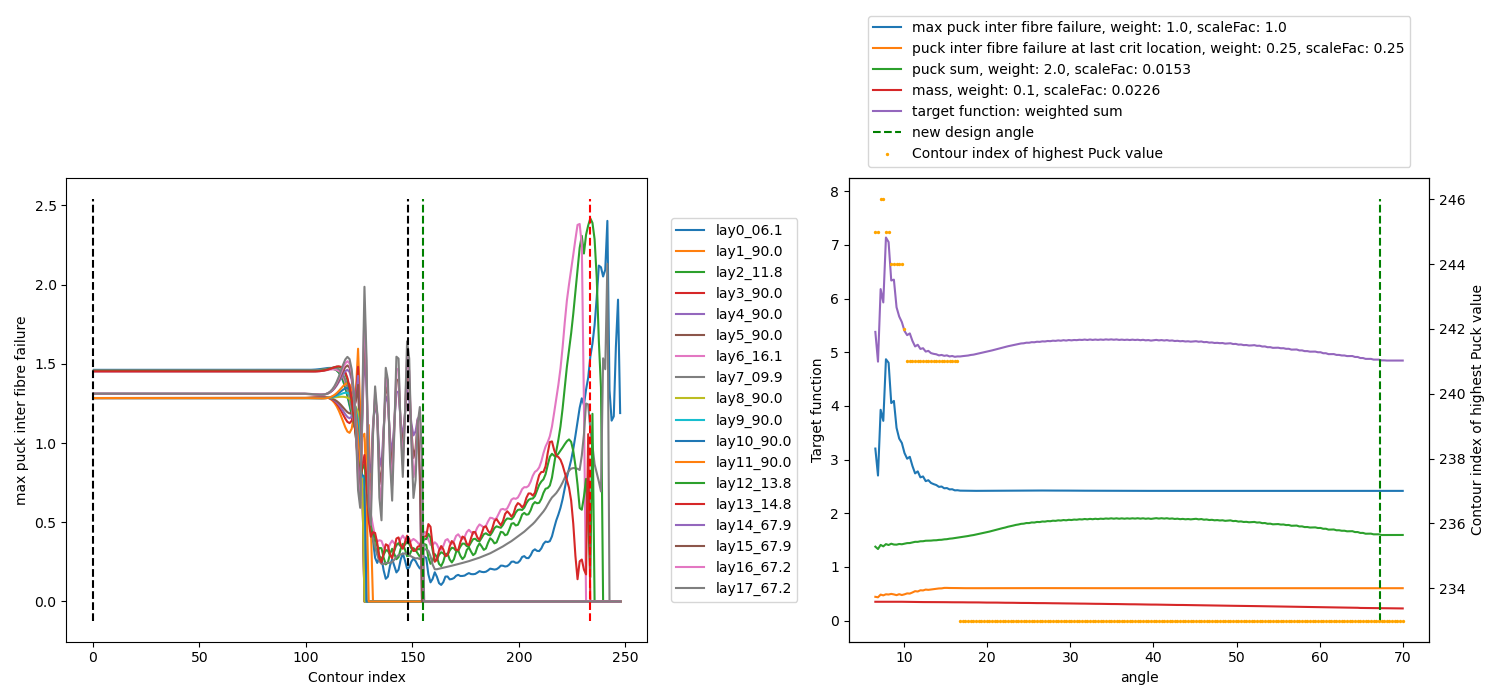 max puck inter fibre failure, weight: 1.0, scaleFac: 1.0
puck inter fibre failure at last crit location, weight: 0.25, scaleFac: 0.25
puck sum, weight: 2.0, scaleFac: 0.0153
mass, weight: 0.1, scaleFac: 0.0226
target function: weighted sum
new design angle
Contour index of highest Puck value
max puck inter fibre failure
2.5
2.0
1.5
1.0
0.5
0.0
0
50
100
150
200
250
Contour index
lay0_06.1
lay1_90.0
lay2_11.8
lay3_90.0
lay4_90.0
lay5_90.0
lay6_16.1
lay7_09.9
lay8_90.0
lay9_90.0
lay10_90.0
lay11_90.0
lay12_13.8
lay13_14.8
lay14_67.9
lay15_67.9
lay16_67.2
lay17_67.2
Target function
8
7
6
5
4
3
2
1
0
10
20
30
40
50
60
70
angle
246
244
242
240
238
236
234
Contour index of highest Puck value